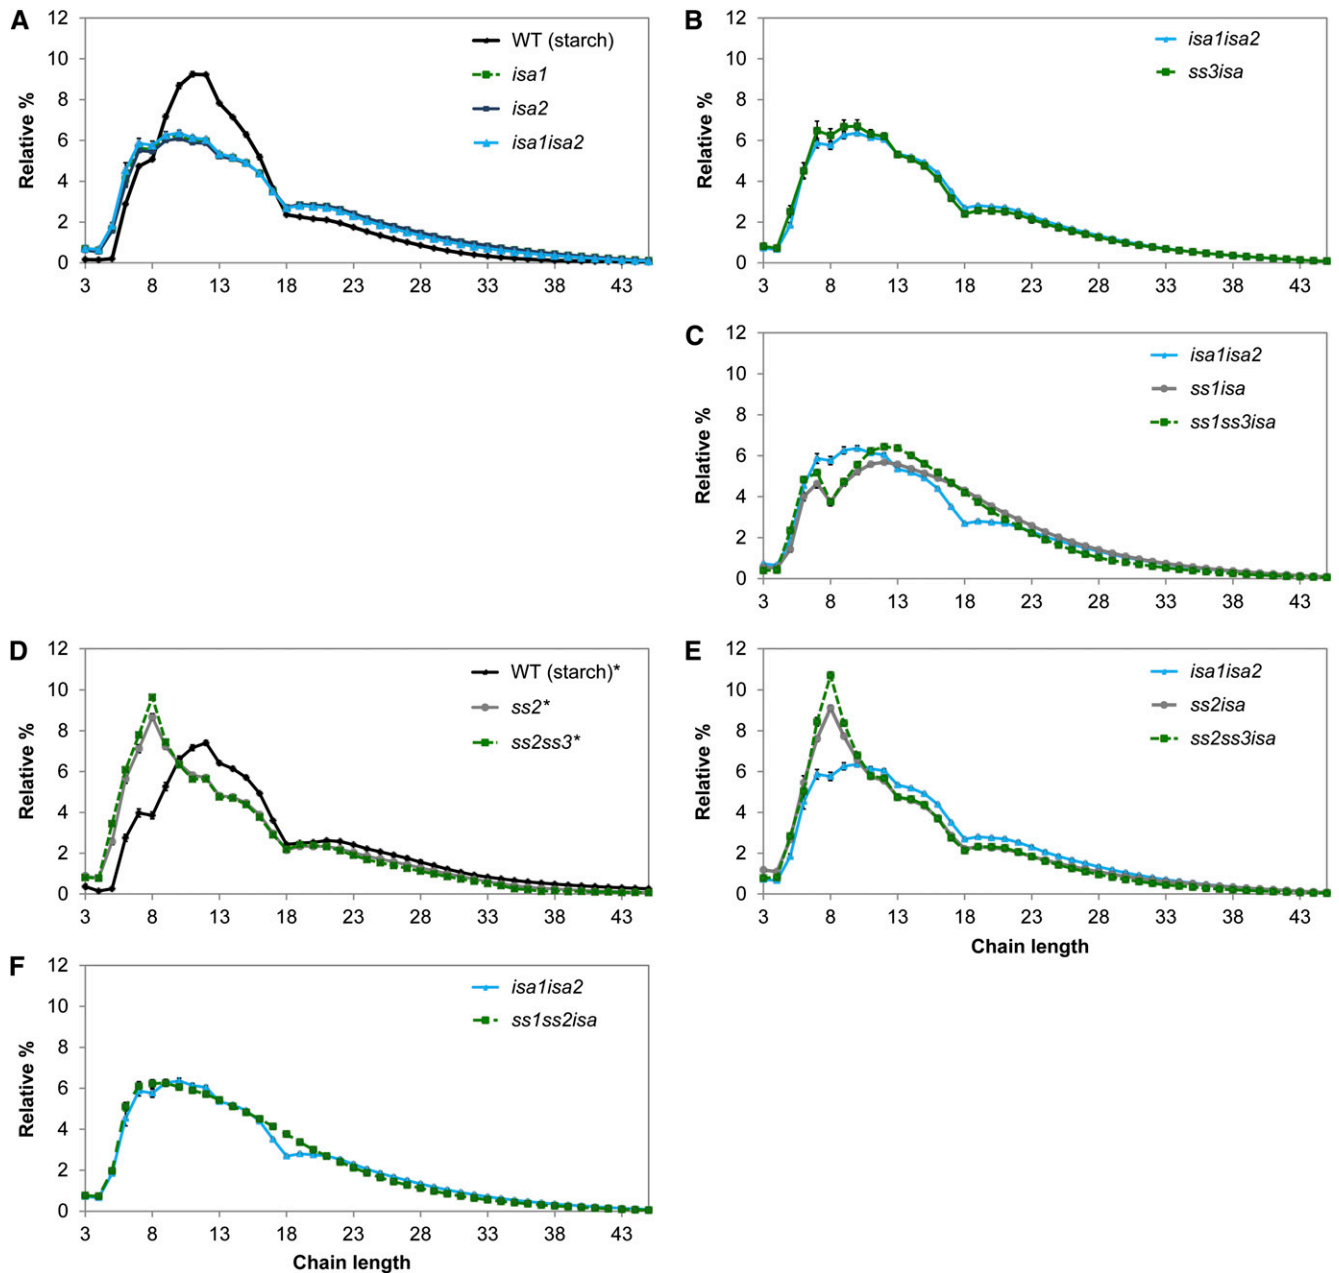 A
Relative %
12
10
8
6
4
2
0
3 8 13 18 23 28 33 38 43
WT (starch)
isa1
isa2
isa1isa2
B
Relative %
12
10
8
6
4
2
0
3 8 13 18 23 28 33 38 43
isa1isa2
ss3isa
C
Relative %
12
10
8
6
4
2
0
3 8 13 18 23 28 33 38 43
isa1isa2
ss1isa
ss1ss3isa
D
Relative %
12
10
8
6
4
2
0
3 8 13 18 23 28 33 38 43
WT (starch)*
ss2*
ss2ss3*
E
Relative %
12
10
8
6
4
2
0
3 8 13 18 23 28 33 38 43
Chain length
isa1isa2
ss2isa
ss2ss3isa
F
Relative %
12
10
8
6
4
2
0
3 8 13 18 23 28 33 38 43
Chain length
isa1isa2
ss1ss2isa